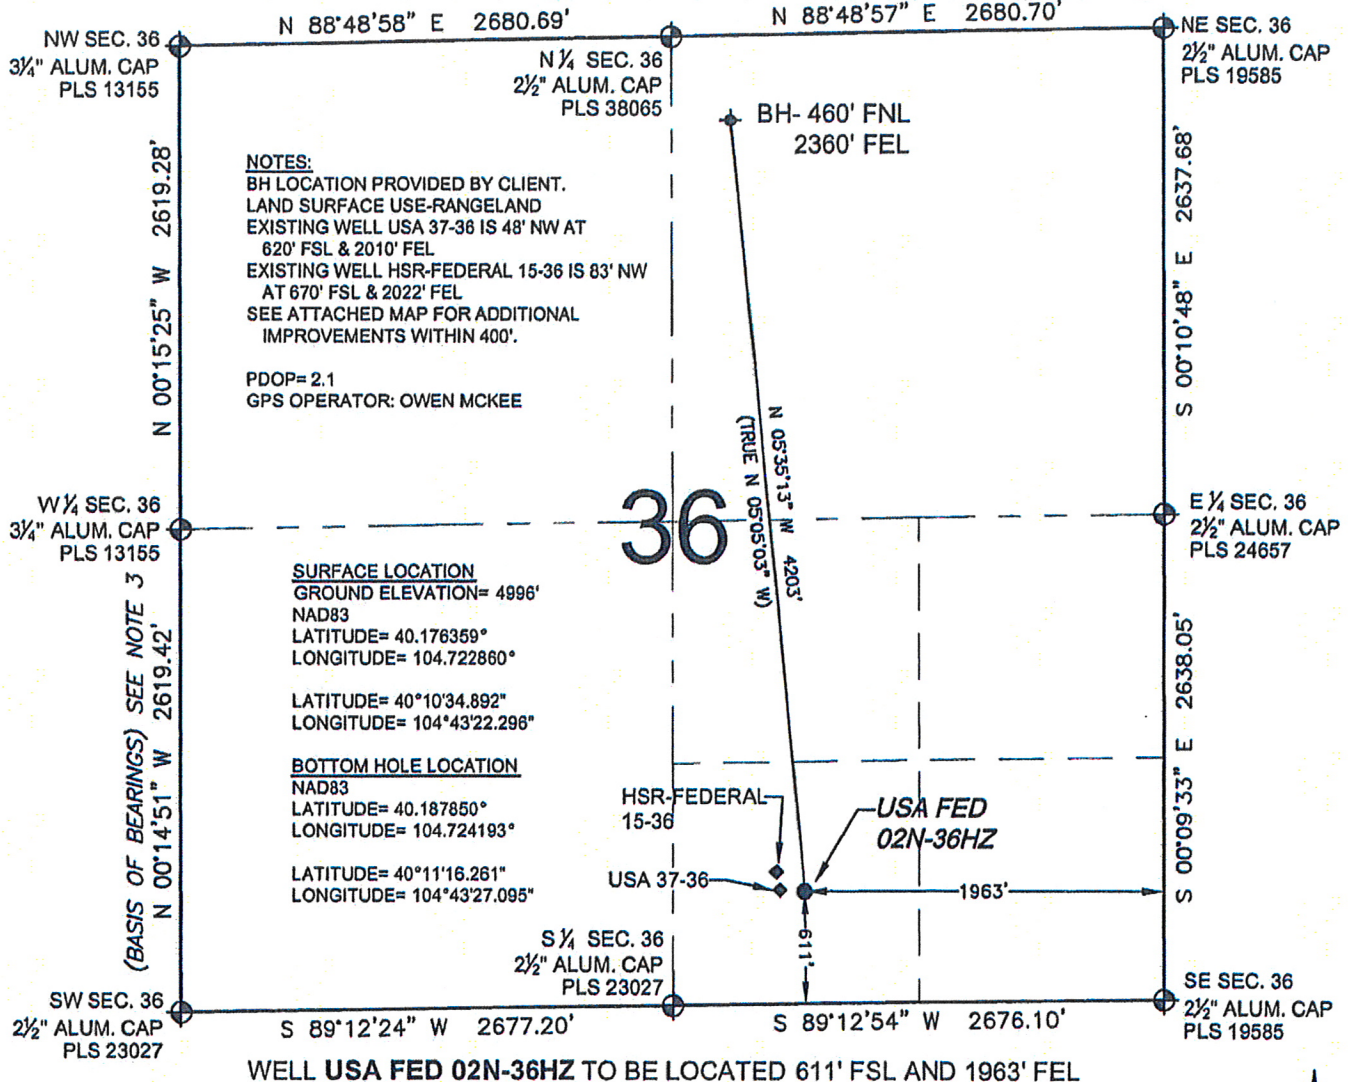 N 88°48'58" E 2680.69'
N 88°48'57" E 2680.70'
NW SEC. 36
3¼" ALUM. CAP
PLS 13155
N ¼ SEC. 36
2½" ALUM. CAP
PLS 38065
NE SEC. 36
2½" ALUM. CAP
PLS 19585
BH- 460' FNL
2360' FEL
N 00°15'25" W 2619.28'
NOTES:
BH LOCATION PROVIDED BY CLIENT.
LAND SURFACE USE-RANGELAND
EXISTING WELL USA 37-36 IS 48' NW AT
620' FSL & 2010' FEL
EXISTING WELL HSR-FEDERAL 15-36 IS 83' NW
AT 670' FSL & 2022' FEL
SEE ATTACHED MAP FOR ADDITIONAL
IMPROVEMENTS WITHIN 400'.
PDOP= 2.1
GPS OPERATOR: OWEN MCKEE
S 00°10'48" E 2637.68'
N 05°35'13" W 4203'
(TRUE N 05°05'03" W)
36
W ¼ SEC. 36
3¼" ALUM. CAP
PLS 13155
E ¼ SEC. 36
2½" ALUM. CAP
PLS 24657
(BASIS OF BEARINGS) SEE NOTE 3
N 00°14'51" W 2619.42'
SURFACE LOCATION
GROUND ELEVATION= 4996'
NAD83
LATITUDE= 40.176359°
LONGITUDE= 104.722860°
LATITUDE= 40°10'34.892"
LONGITUDE= 104°43'22.296"
BOTTOM HOLE LOCATION
NAD83
LATITUDE= 40.187850°
LONGITUDE= 104.724193°
LATITUDE= 40°11'16.261"
LONGITUDE= 104°43'27.095"
S 00°09'33" E 2638.05'
HSR-FEDERAL
15-36
USA 37-36
USA FED
02N-36HZ
1963'
611'
S ¼ SEC. 36
2½" ALUM. CAP
PLS 23027
SW SEC. 36
2½" ALUM. CAP
PLS 23027
SE SEC. 36
2½" ALUM. CAP
PLS 19585
S 89°12'24" W 2677.20'
S 89°12'54" W 2676.10'
WELL USA FED 02N-36HZ TO BE LOCATED 611' FSL AND 1963' FEL